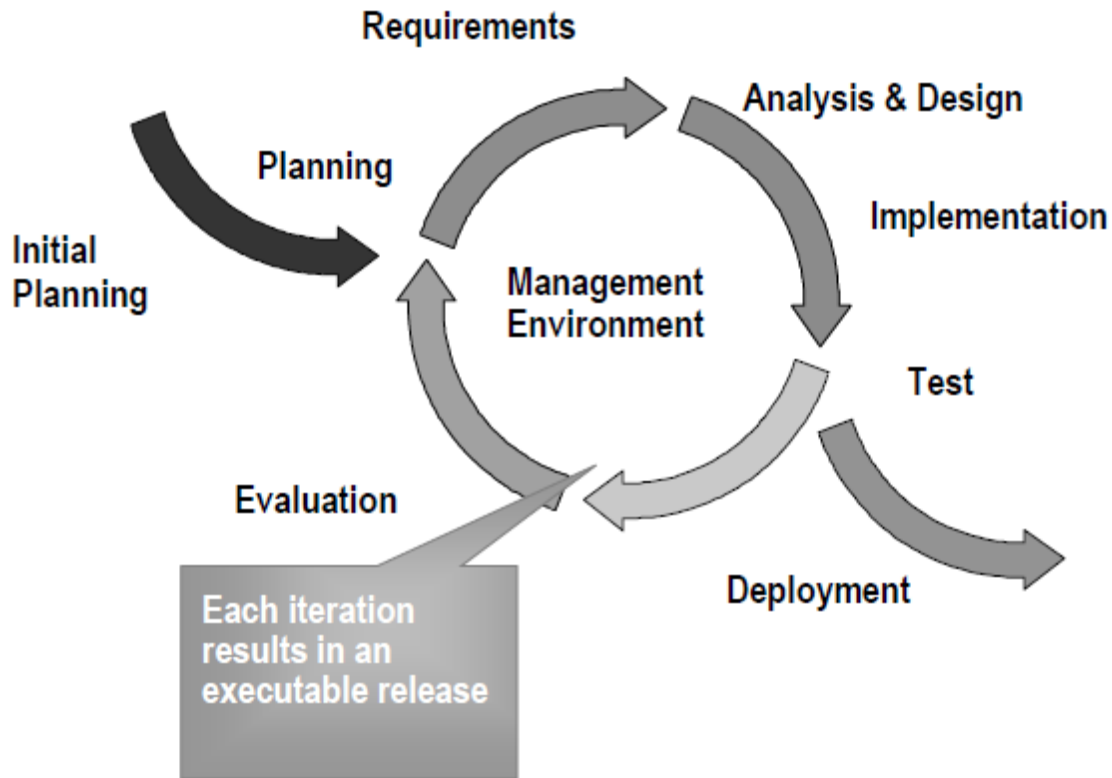 Requirements
Analysis & Design
Planning
Implementation
Initial
Planning
Management
Environment
Test
Evaluation
Deployment
Each iteration
results in an
executable release